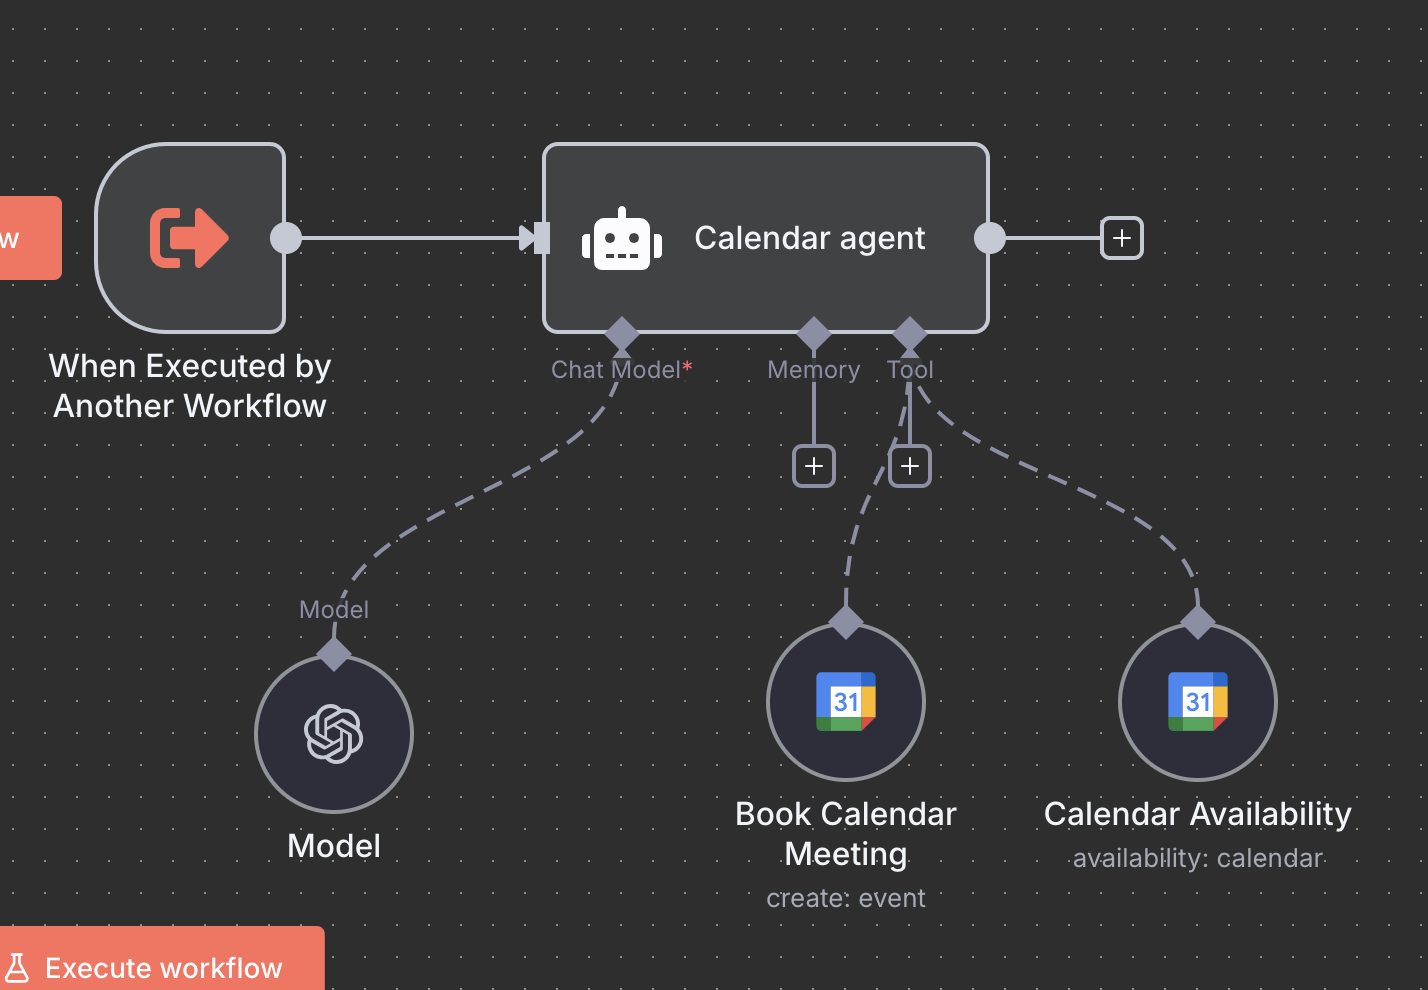 w
Calendar agent
When Executed by
Another Workflow
Chat Model*
Memory
Tool
Model
31
31
Model
Book Calendar
Meeting
create: event
Calendar Availability
availability: calendar
Execute workflow